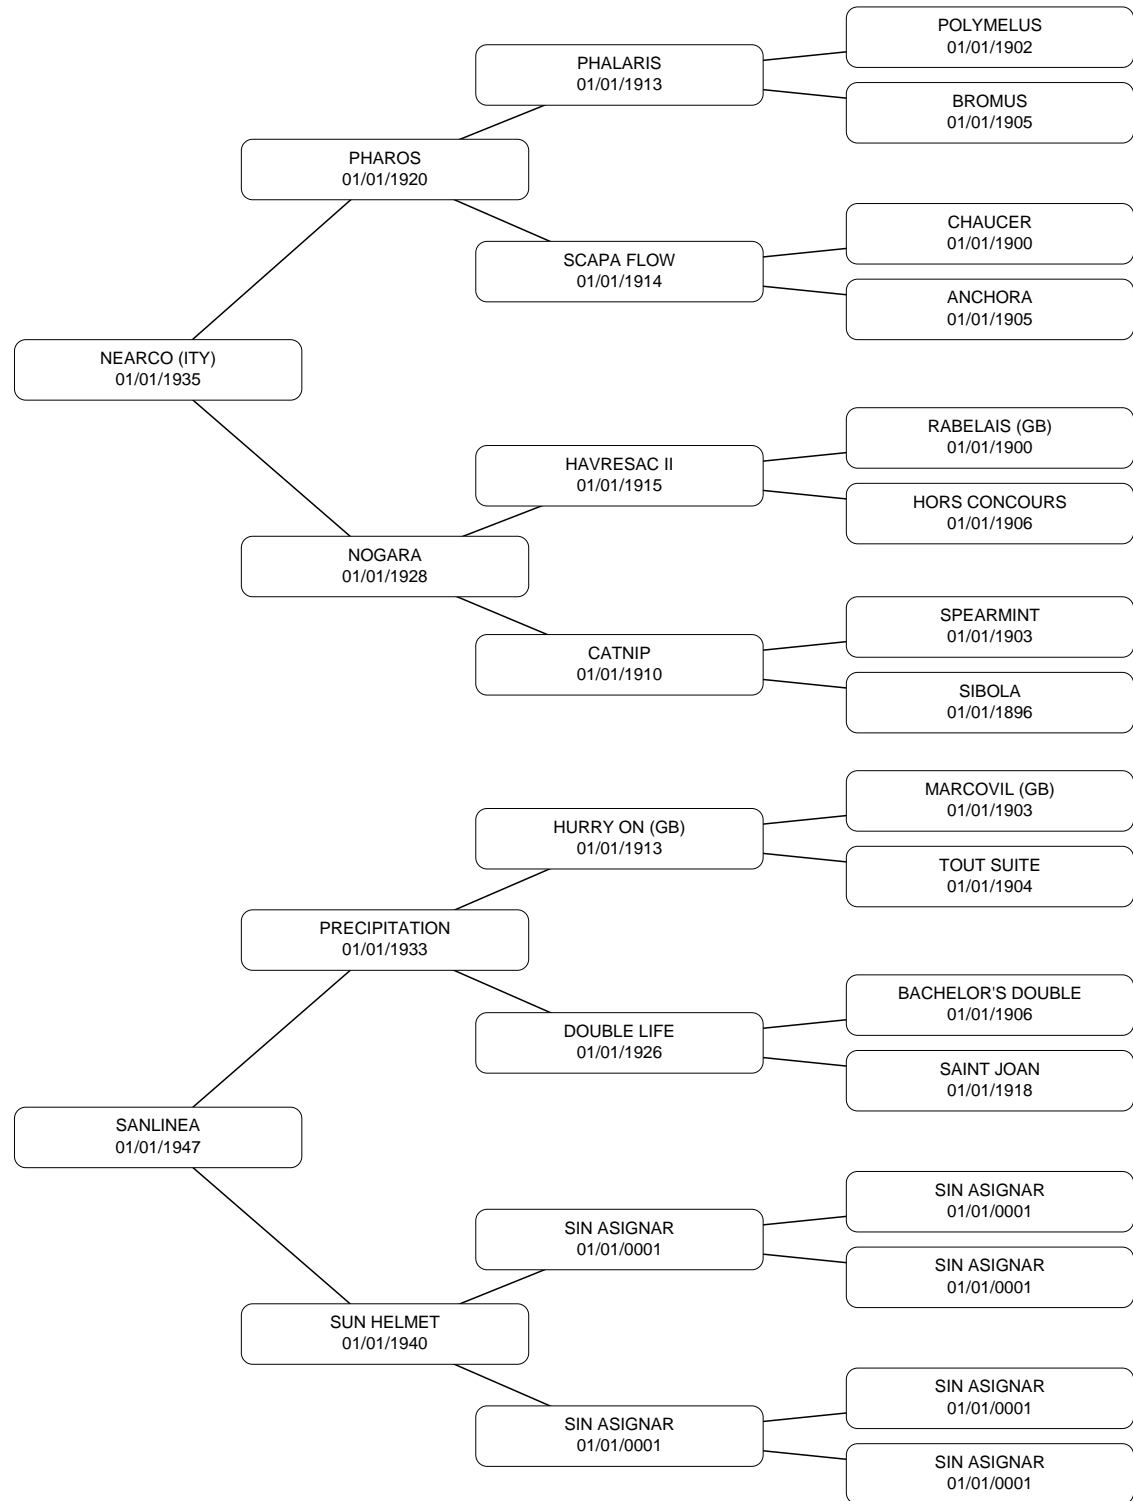 POLYMELUS
01/01/1902
PHALARIS
01/01/1913
BROMUS
01/01/1905
PHAROS
01/01/1920
CHAUCER
01/01/1900
SCAPA FLOW
01/01/1914
ANCHORA
01/01/1905
NEARCO (ITY)
01/01/1935
RABELAIS (GB)
01/01/1900
HAVRESAC II
01/01/1915
HORS CONCOURS
01/01/1906
NOGARA
01/01/1928
SPEARMINT
01/01/1903
CATNIP
01/01/1910
SIBOLA
01/01/1896
MARCOVIL (GB)
01/01/1903
HURRY ON (GB)
01/01/1913
TOUT SUITE
01/01/1904
PRECIPITATION
01/01/1933
BACHELOR'S DOUBLE
01/01/1906
DOUBLE LIFE
01/01/1926
SAINT JOAN
01/01/1918
SANLINEA
01/01/1947
SIN ASIGNAR
01/01/0001
SIN ASIGNAR
01/01/0001
SIN ASIGNAR
01/01/0001
SUN HELMET
01/01/1940
SIN ASIGNAR
01/01/0001
SIN ASIGNAR
01/01/0001
SIN ASIGNAR
01/01/0001